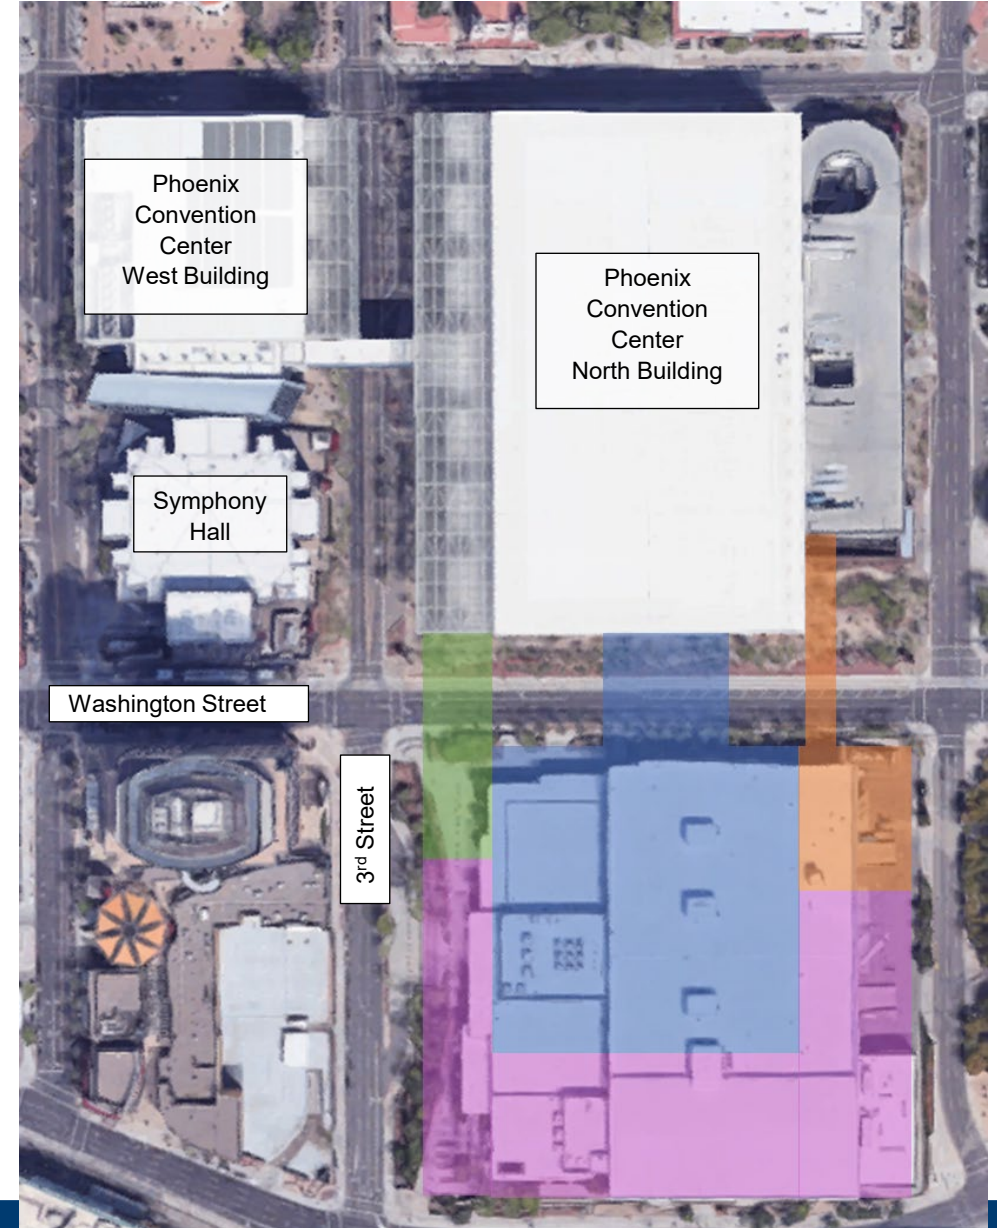 Phoenix
Convention
Center
West Building
Phoenix
Convention
Center
North Building
Symphony
Hall
Washington Street
3rd Street